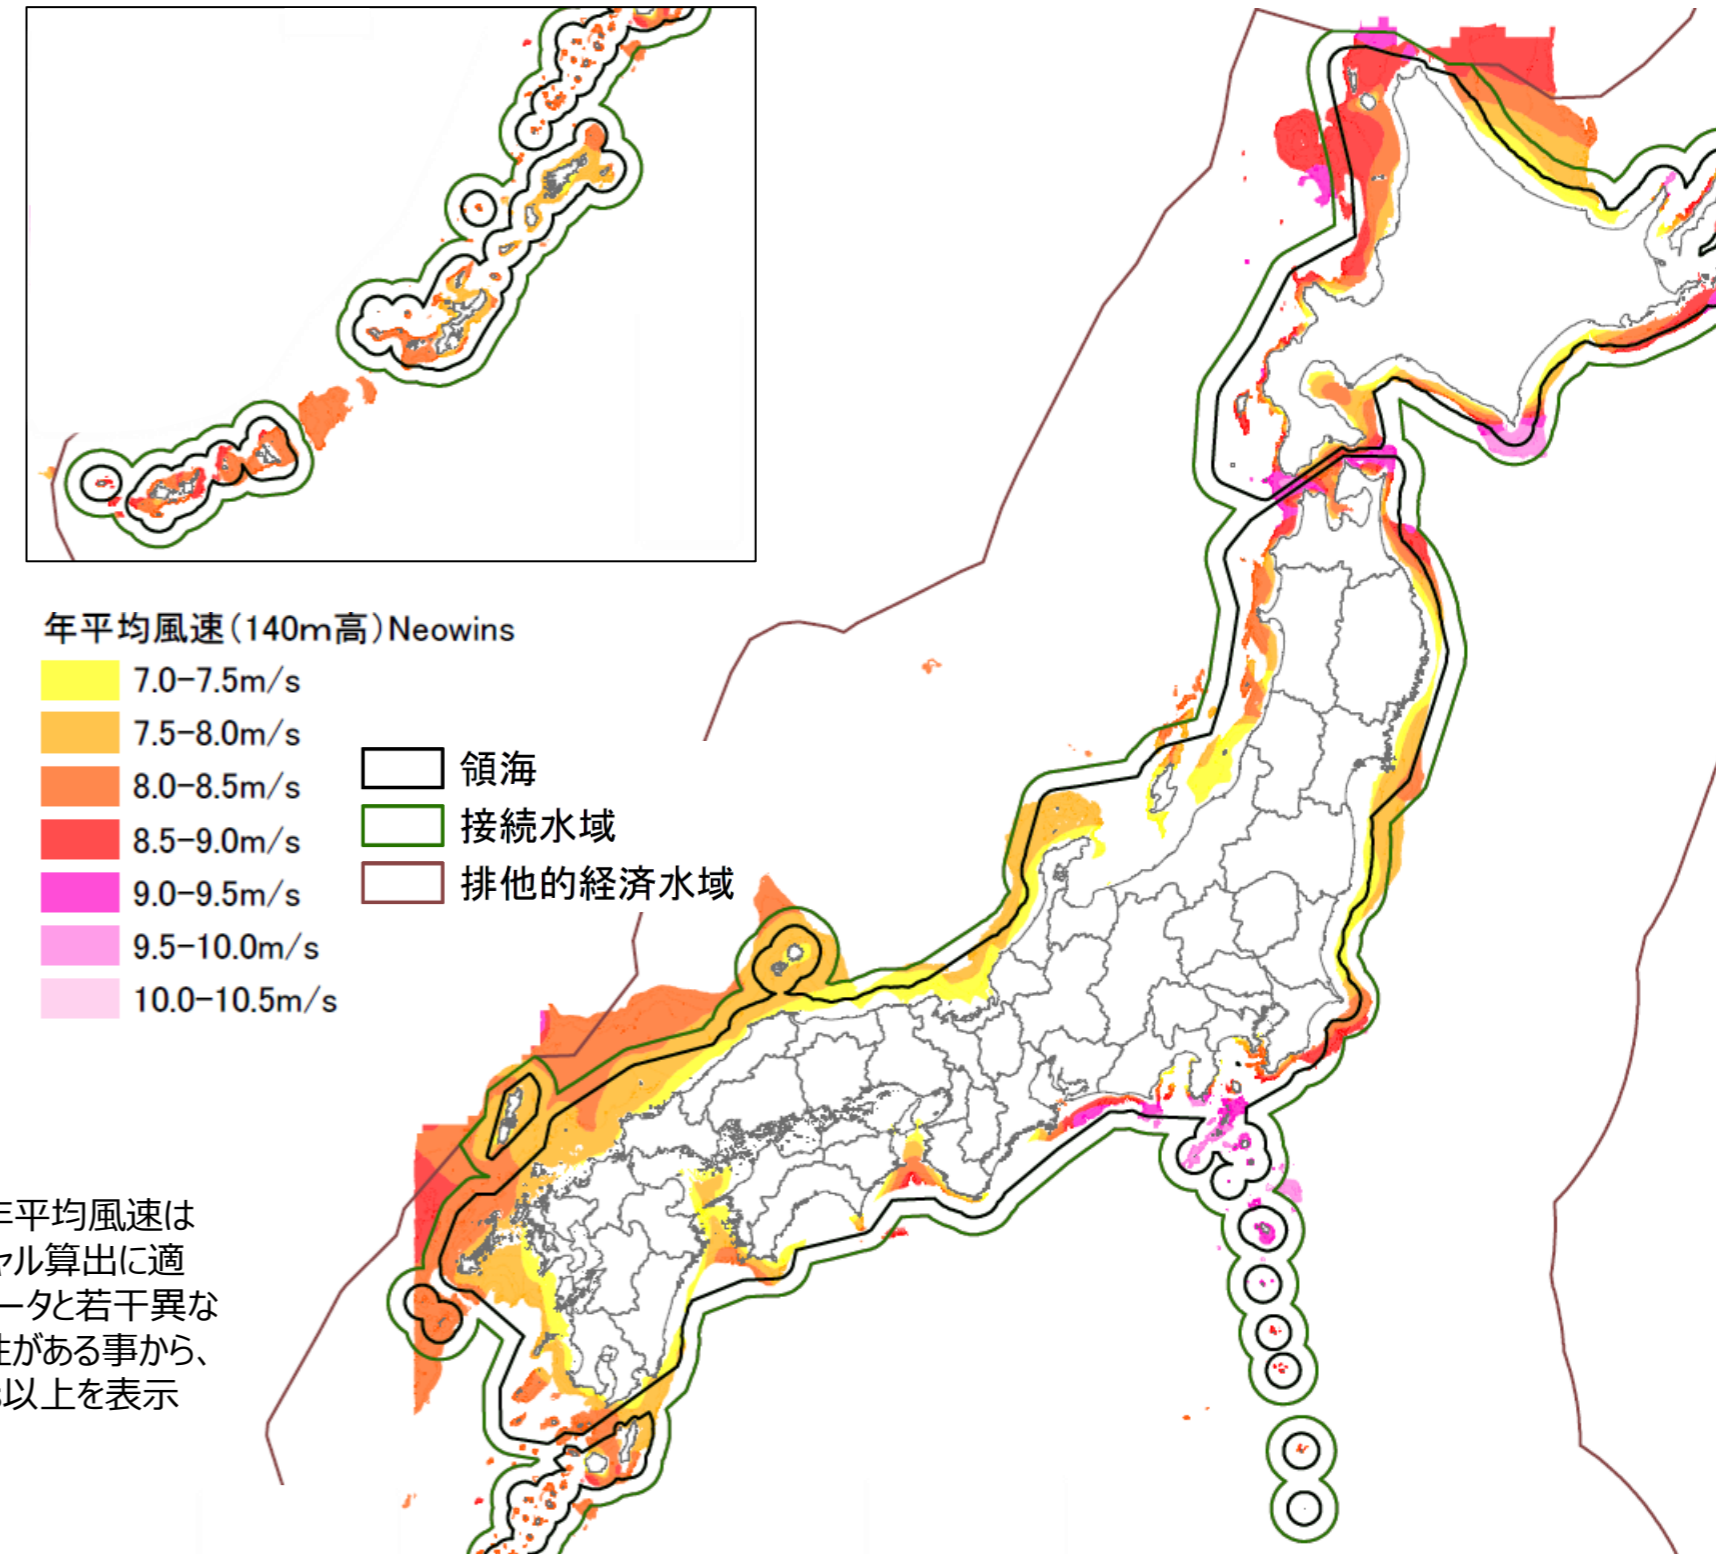 年平均風速(140m高)Neowins
7.0-7.5m/s
7.5-8.0m/s
8.0-8.5m/s
8.5-9.0m/s
9.0-9.5m/s
9.5-10.0m/s
10.0-10.5m/s
領海
接続水域
排他的経済水域
年平均風速は
ャル算出に適
ータと若干異な
性がある事から、
以上を表示